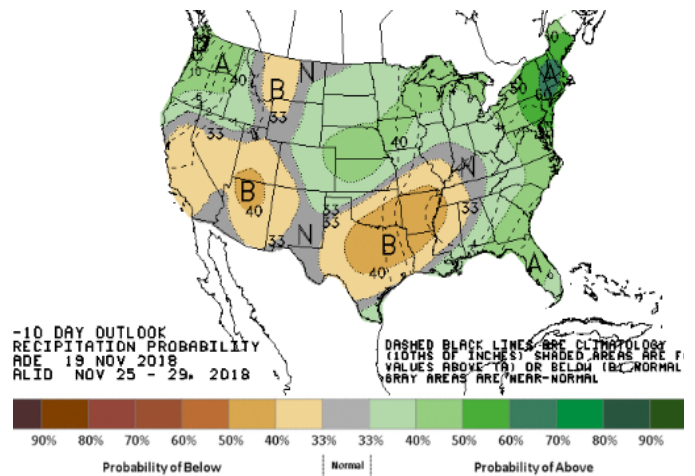 A
40
10
N
B
33
33
5
B
40
33
N
33
33
B
40
33
N
40
A
50
A
-10 DAY OUTLOOK
RECIPITATION PROBABILITY
ADE 19 NOV 2018
ALID NOV 25 - 29, 2018
DASHED BLACK LINES ARE CLIMATOLOGY
(10THS OF INCHES) SHADED AREAS ARE F
VALUES ABOVE (A) OR BELOW (B) NORMAL
GRAY AREAS ARE NEAR-NORMAL
90% 80% 70% 60% 50% 40% 33% 33% 40% 50% 60% 70% 80% 90%
Probability of Below Normal Probability of Above